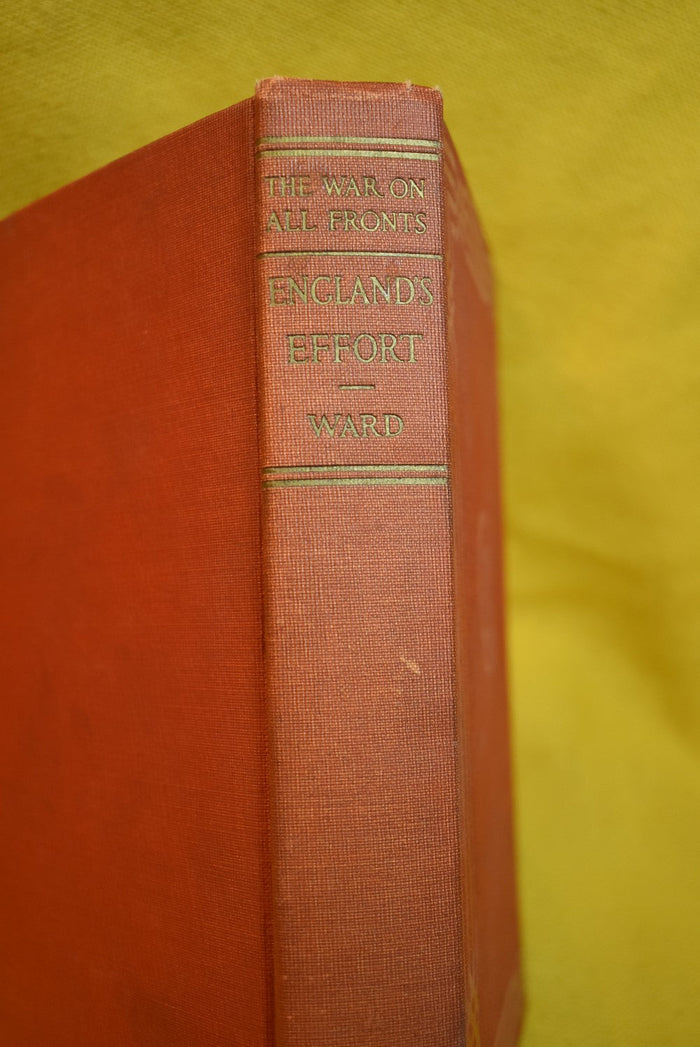 THE WAR ON
ALL FRONTS
ENGLAND'S
EFFORT
WARD